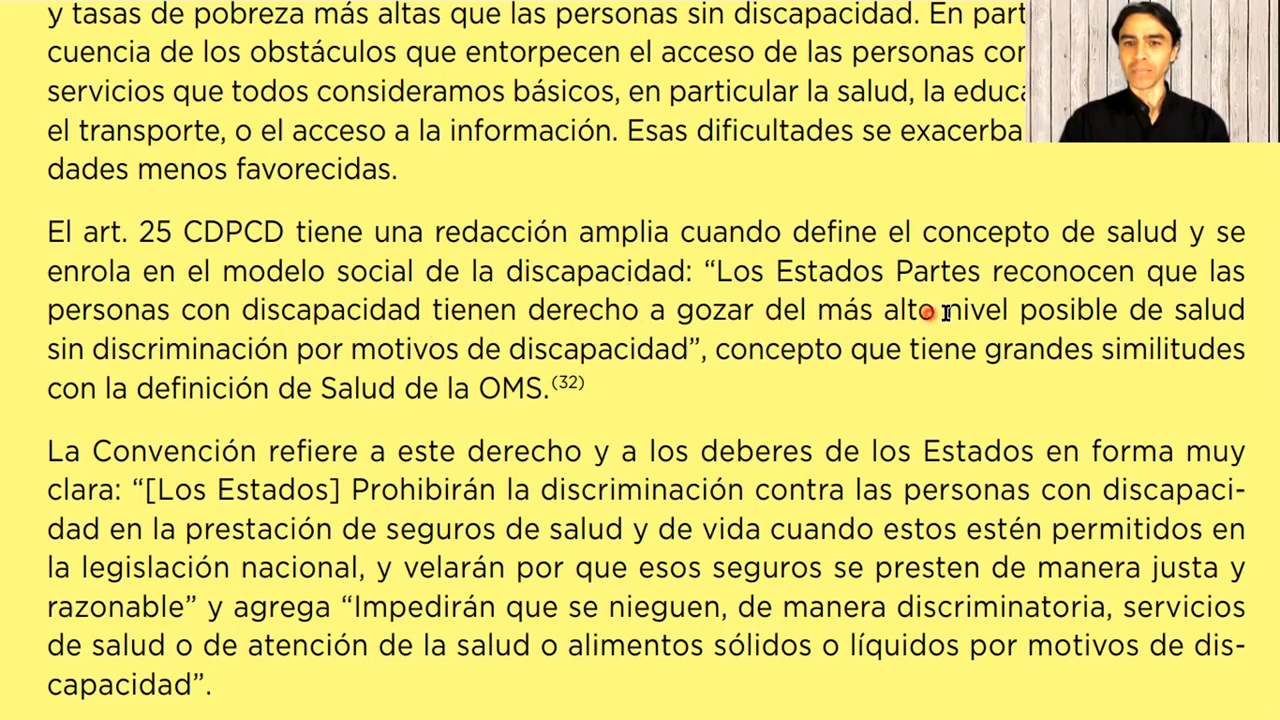 y tasas de pobreza más altas que las personas sin discapacidad. En
cuencia de los obstáculos que entorpecen el acceso de las personas
servicios que todos consideramos básicos, en particular la salud, la
el transporte, o el acceso a la información. Esas dificultades se
dades menos favorecidas.
El art. 25 CDPCD tiene una redacción amplia cuando define el concepto de salud y se
enrola en el modelo social de la discapacidad: “Los Estados Partes reconocen que las
personas con discapacidad tienen derecho a gozar del más alto nivel posible de salud
sin discriminación por motivos de discapacidad”, concepto que tiene grandes similitudes
con la definición de Salud de la OMS.(32)
La Convención refiere a este derecho y a los deberes de los Estados en forma muy
clara: “[Los Estados] Prohibirán la discriminación contra las personas con discapaci-
dad en la prestación de seguros de salud y de vida cuando estos estén permitidos en
la legislación nacional, y velarán por que esos seguros se presten de manera justa y
razonable” y agrega “Impedirán que se nieguen, de manera discriminatoria, servicios
de salud o de atención de la salud o alimentos sólidos o líquidos por motivos de dis-
capacidad”.